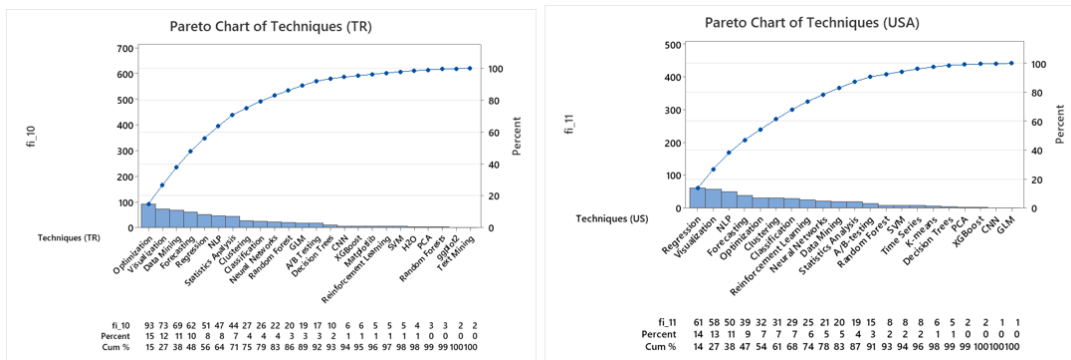 Pareto Chart of Techniques (TR)
700
600
500
400
300
200
100
0
fi_10
100
80
60
40
20
0
Percent
Techniques (TR)
Optimization
Visualization
Data Mining
Forecasting
Regression
NLP
Statistics Analysis
Clustering
Classification
Neural Networks
Random Forest
GLM
A/B Testing
Decision Trees
CNN
XGBoost
Matplotlib
Reinforcement Learning
SVM
H2O
PCA
Random Forests
ggplot2
Text Mining
fi_10 93 73 69 62 51 47 44 27 26 22 20 19 17 10 6 6 5 5 5 4 3 3 2 2
Percent 15 12 11 10 8 8 7 4 4 4 3 3 3 2 1 1 1 1 1 1 0 0 0 0
Cum % 15 27 38 48 56 64 71 75 79 83 86 89 92 93 94 95 96 97 98 98 99 99 100 100
Pareto Chart of Techniques (USA)
500
400
300
200
100
0
fi_11
100
80
60
40
20
0
Percent
Techniques (US)
Regression
Visualization
NLP
Forecasting
Optimization
Clustering
Classification
Reinforcement Learning
Neural Networks
Data Mining
Statistics Analysis
A/B-testing
Random Forest
SVM
Time Series
K-means
Decision Trees
PCA
XGBoost
CNN
GLM
fi_11 61 58 50 39 32 31 29 25 21 20 19 15 8 8 8 6 5 2 2 1 1
Percent 14 13 11 9 7 7 7 6 5 5 4 3 2 2 2 1 1 0 0 0 0
Cum % 14 27 38 47 54 61 68 74 78 83 87 91 93 94 96 98 99 99 100 100 100